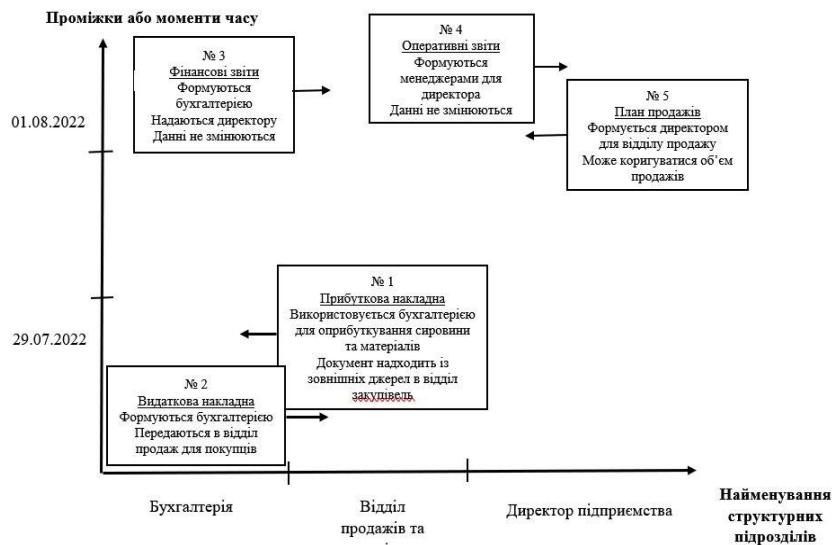 Проміжки або моменти часу
№ 3
Фінансові звіти
Формуються
бухгалтерією
Надаються директору
Данні не змінюються
№ 4
Оперативні звіти
Формуються
менеджерами для
директора
Данні не змінюються
№ 5
План продажів
Формується директором
для відділу продажу
Може коригуватися об’єм
продажів
01.08.2022
№ 1
Прибуткова накладна
Використовується бухгалтерією
для оприбуткування сировини
та матеріалів
Документ надходить із
зовнішніх джерел в відділ
закупівель
29.07.2022
№ 2
Видаткова накладна
Формуються бухгалтерією
Передаються в відділ
продаж для покупців
Бухгалтерія
Відділ
продажів та
Директор підприємства
Найменування
структурних
підрозділів